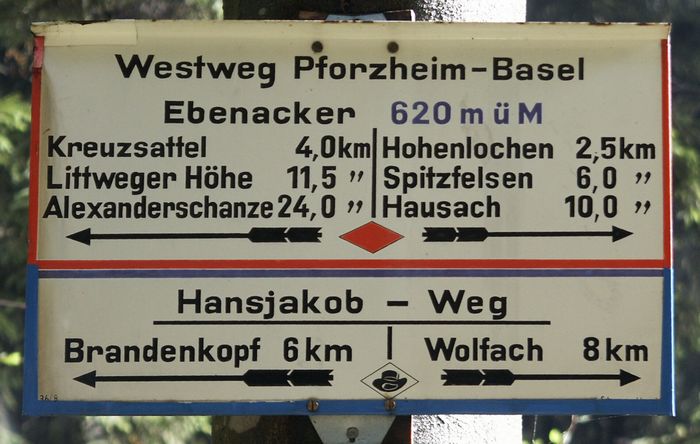 Westweg Pforzheim-Basel
Ebenacker 620 m ü M
Kreuzsattel 4,0 km Hohenlochen 2,5 km
Littweger Höhe 11,5 " Spitzfelsen 6,0 "
Alexanderschanze 24,0 " Hausach 10,0 "
Hansjakob - Weg
Brandenkopf 6 km Wolfach 8 km